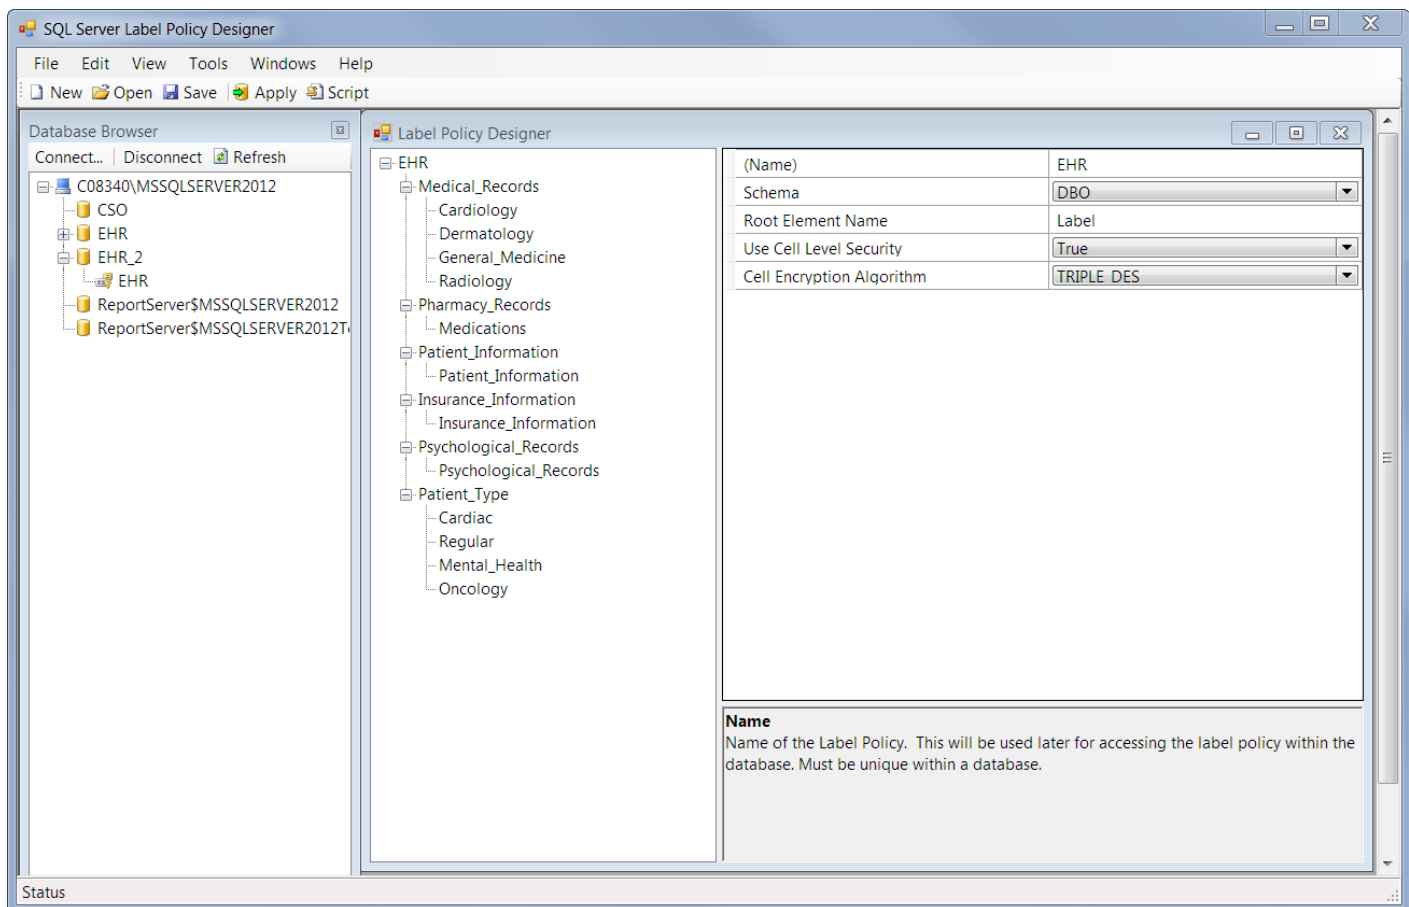 SQL Server Label Policy Designer
File Edit View Tools Windows Help
New Open Save Apply Script
Database Browser
Connect... Disconnect Refresh
C08340\MSSQLSERVER2012
CSO
EHR
EHR_2
EHR
ReportServer$MSSQLSERVER2012
ReportServer$MSSQLSERVER2012T
Label Policy Designer
EHR
Medical_Records
Cardiology
Dermatology
General_Medicine
Radiology
Pharmacy_Records
Medications
Patient_Information
Patient_Information
Insurance_Information
Insurance_Information
Psychological_Records
Psychological_Records
Patient_Type
Cardiac
Regular
Mental_Health
Oncology
(Name) EHR
Schema DBO
Root Element Name Label
Use Cell Level Security True
Cell Encryption Algorithm TRIPLE_DES
Name
Name of the Label Policy. This will be used later for accessing the label policy within the
database. Must be unique within a database.
Status